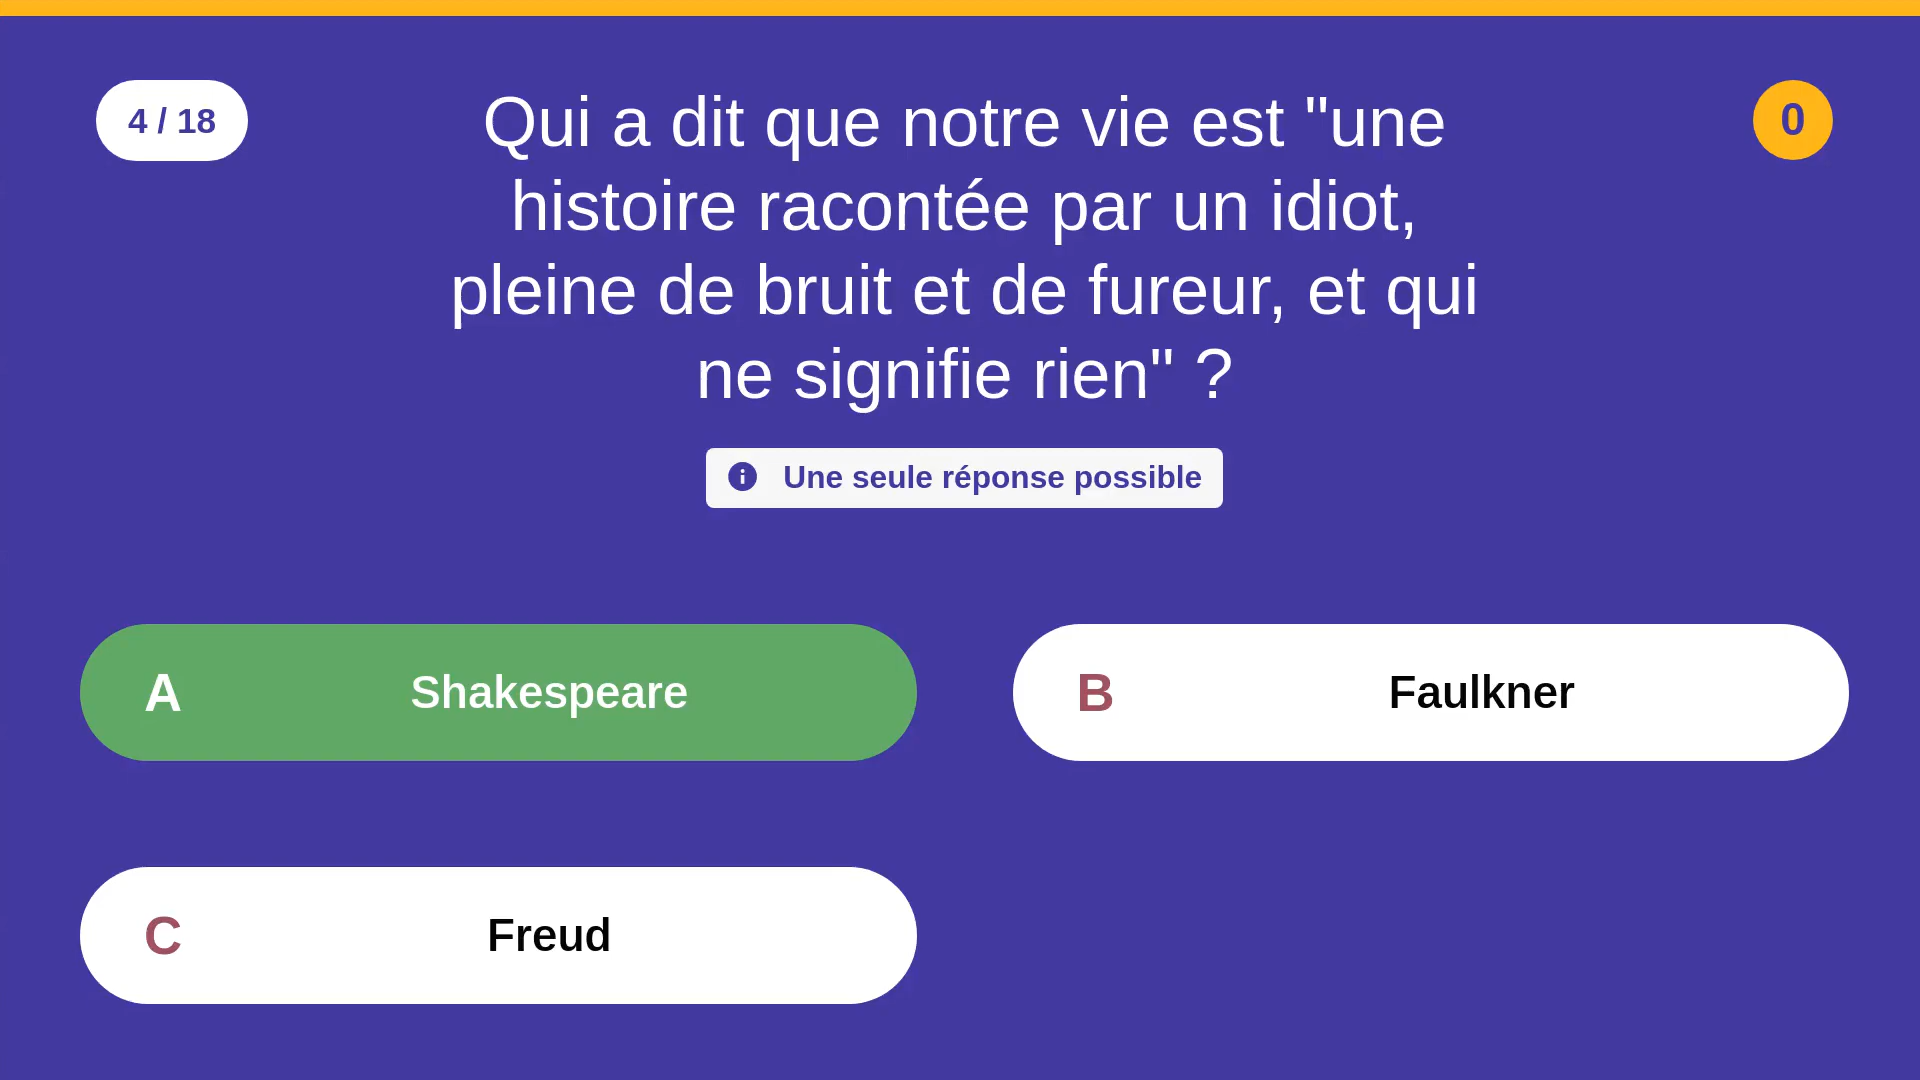 4 / 18
Qui a dit que notre vie est "une
histoire racontée par un idiot,
pleine de bruit et de fureur, et qui
ne signifie rien" ?
0
Une seule réponse possible
A Shakespeare
B Faulkner
C Freud